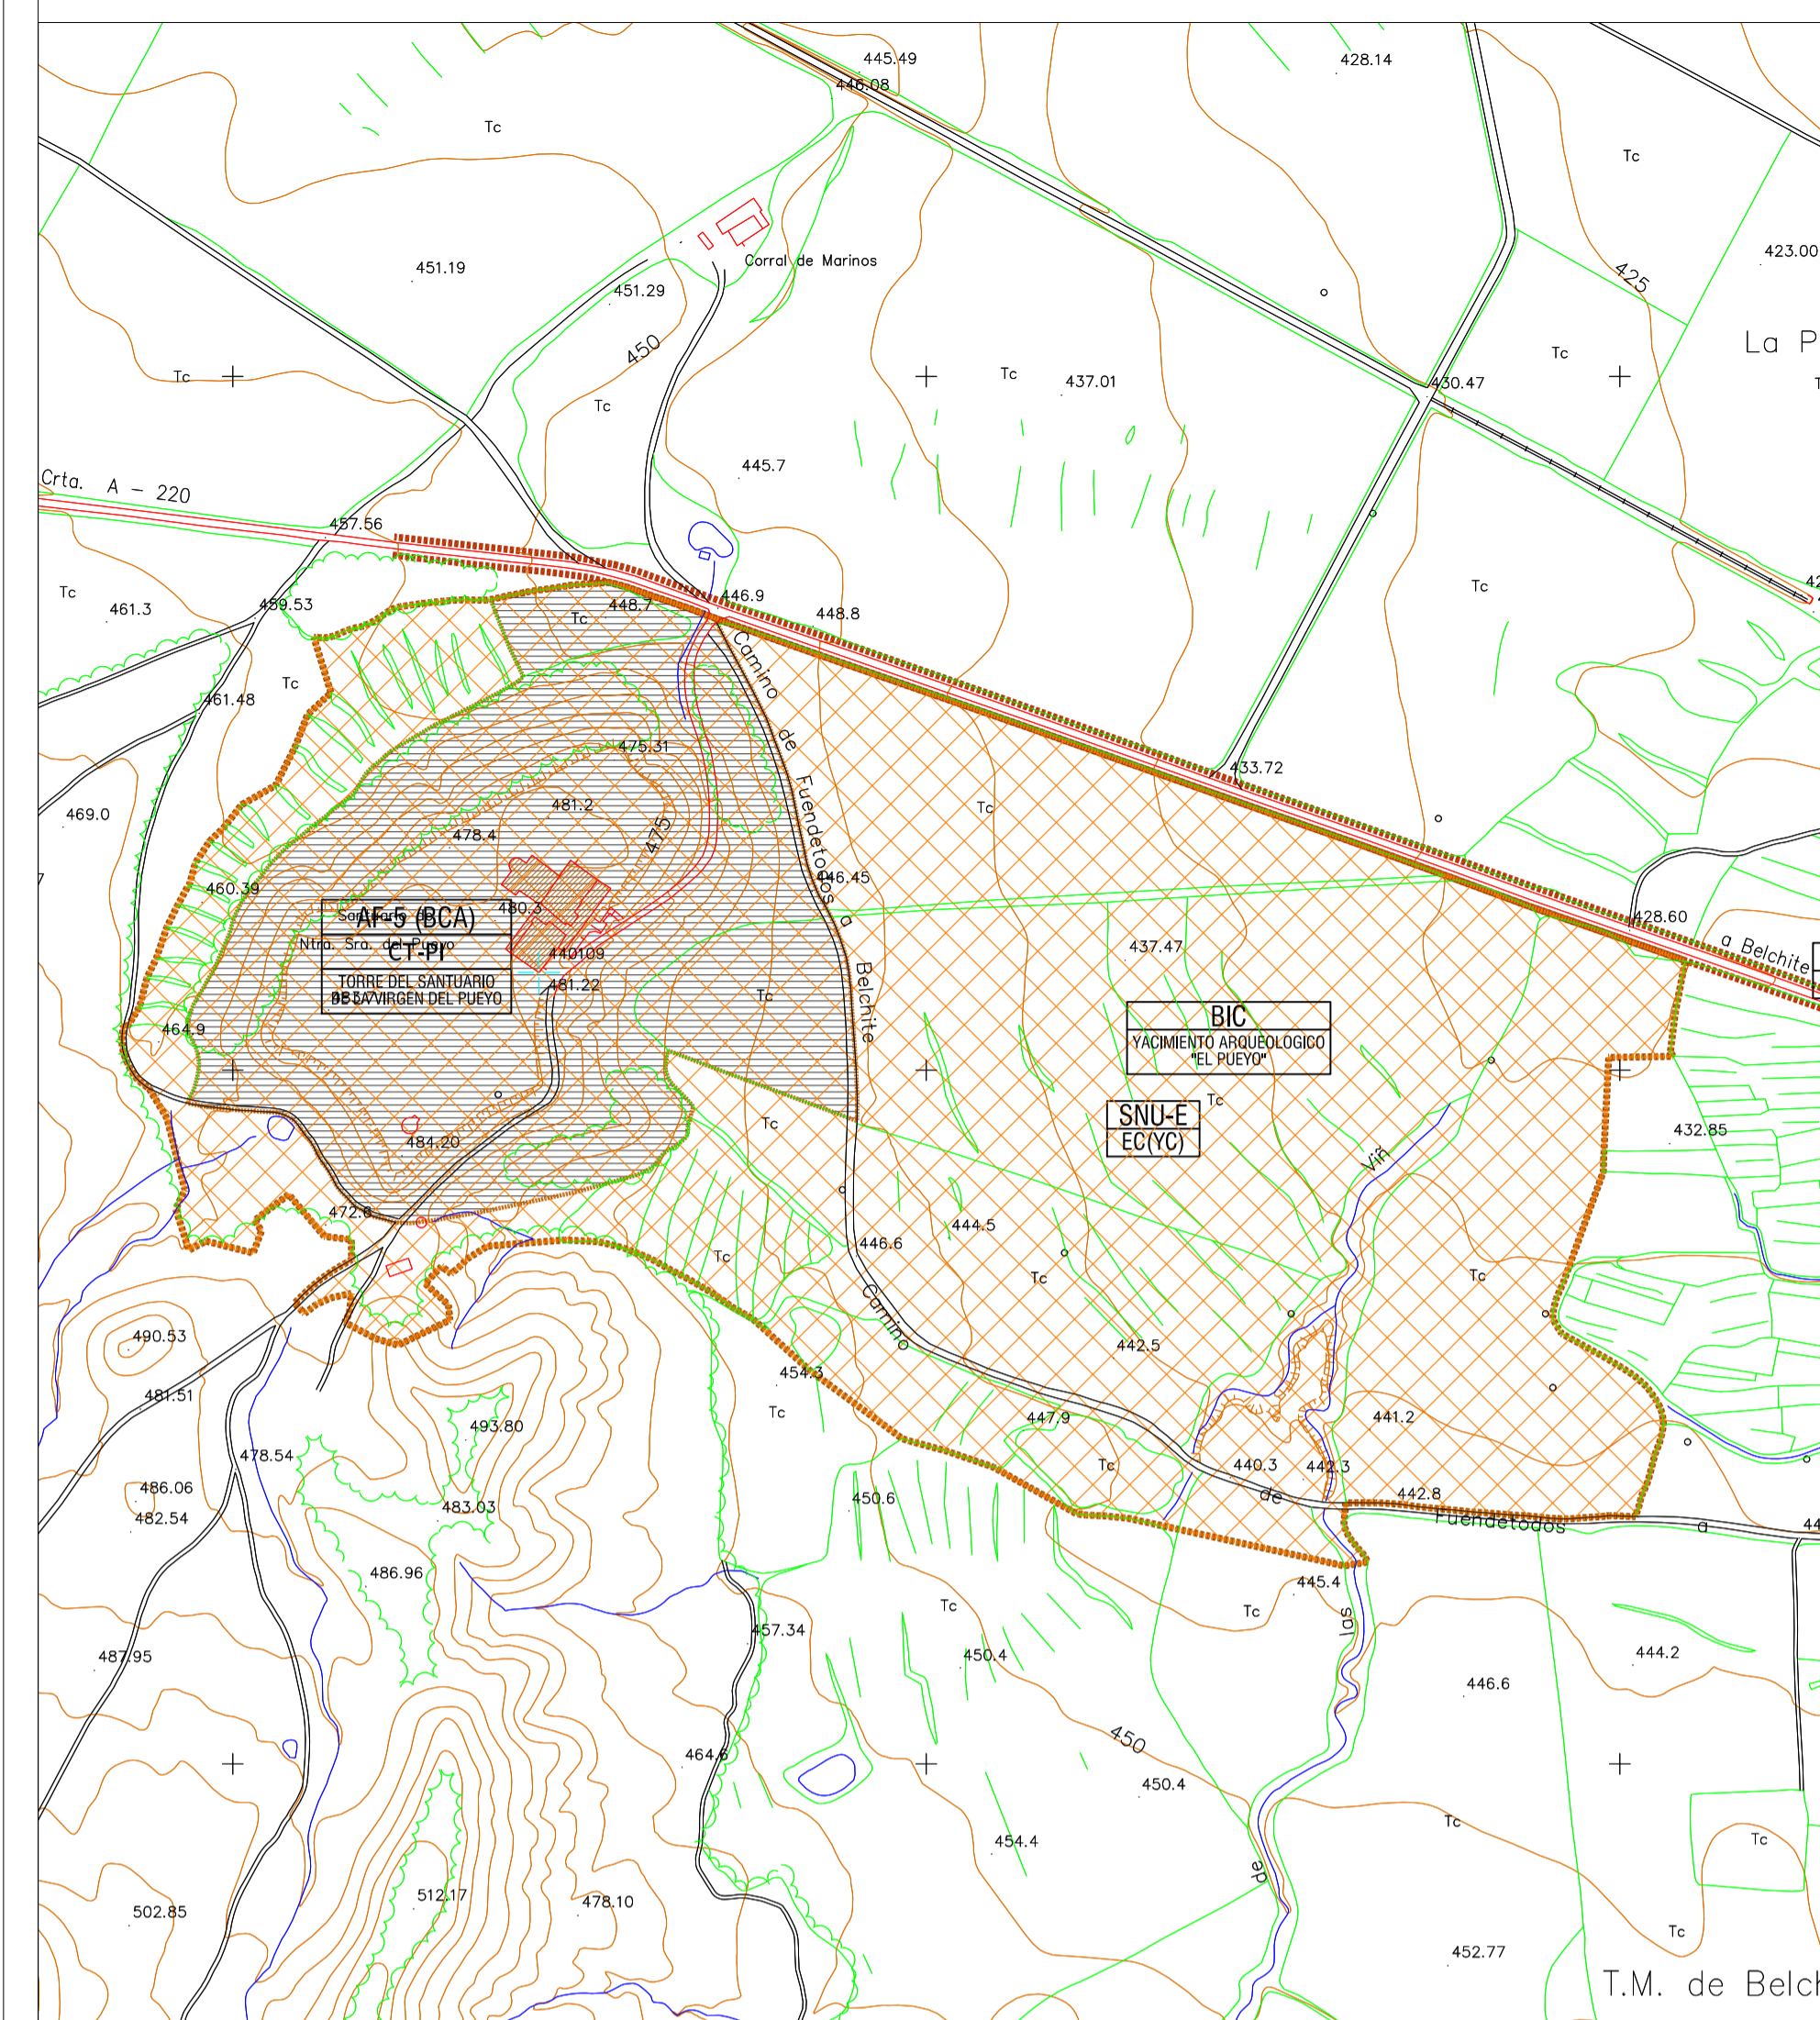 445.49
428.14
446.08
Tc
Tc
451.19
Corral de Marinos
423.00
451.29
425
450
La P
Tc
Tc
Tc
Tc
437.01
430.47
Tc
445.7
Crta. A - 220
457.56
Tc
461.3
459.53
448.7
Tc
446.9
448.8
Tc
Camino de Fuendetodos a Belchite
461.48
Tc
475.31
433.72
469.0
481.2
Tc
478.4
475
446.45
460.39
480.3
428.60
AF-5 (BCA)
Santuario de
Ntra. Sra. del Pueyo
CT-PI
TORRE DEL SANTUARIO
DE LA VIRGEN DEL PUEYO
440109
481.22
437.47
a Belchite
Tc
464.9
BIC
YACIMIENTO ARQUEOLOGICO
"EL PUEYO"
SNU-E
EC(YC)
Tc
Tc
432.85
484.20
Viñ
472.6
444.5
446.6
Tc
Tc
Tc
490.53
Camino de Fuendetodos a
442.5
481.51
454.3
Tc
447.9
441.2
493.80
478.54
Tc
440.3
442.3
486.06
482.54
483.03
450.6
442.8
44
486.96
445.4
Tc
Tc
457.34
las
487.95
450.4
444.2
446.6
450
464.6
450.4
Tc
454.4
Tc
de
512.17
478.10
502.85
Tc
452.77
T.M. de Belch